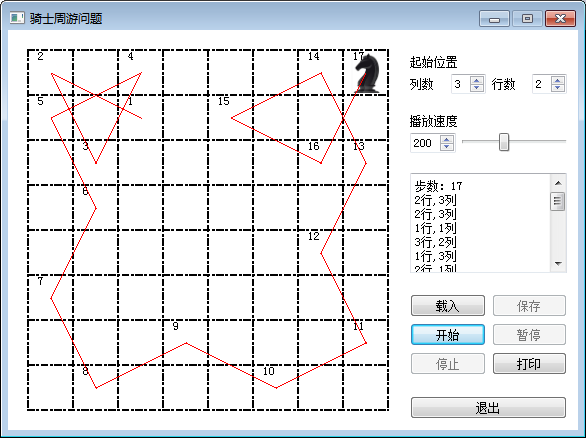 骑士周游问题
2 4 14 17
5 1 15
3 16 13
6
12
7
9 11
8 10
起始位置
列数 3 行数 2
播放速度
200
步数: 17
2行,3列
1行,1列
3行,2列
1行,3列
2行,1列
载入 保存
开始 暂停
停止 打印
退出